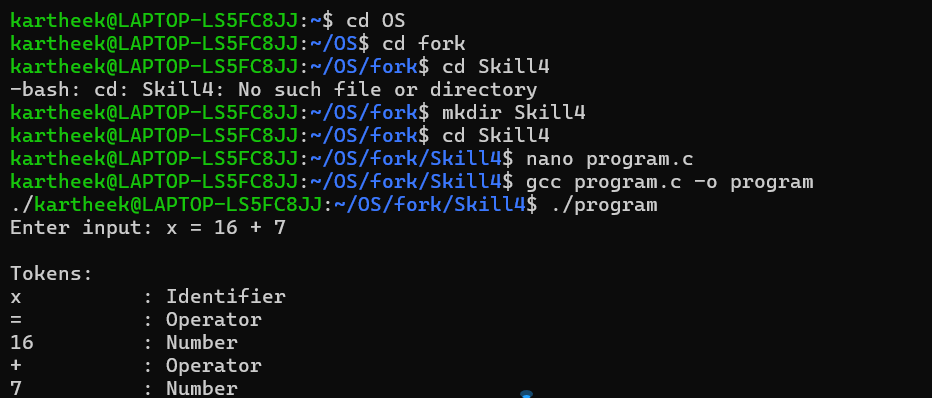 kartheek@LAPTOP-LS5FC8JJ:~$ cd OS
kartheek@LAPTOP-LS5FC8JJ:~/OS$ cd fork
kartheek@LAPTOP-LS5FC8JJ:~/OS/fork$ cd Skill4
-bash: cd: Skill4: No such file or directory
kartheek@LAPTOP-LS5FC8JJ:~/OS/fork$ mkdir Skill4
kartheek@LAPTOP-LS5FC8JJ:~/OS/fork$ cd Skill4
kartheek@LAPTOP-LS5FC8JJ:~/OS/fork/Skill4$ nano program.c
kartheek@LAPTOP-LS5FC8JJ:~/OS/fork/Skill4$ gcc program.c -o program
./kartheek@LAPTOP-LS5FC8JJ:~/OS/fork/Skill4$ ./program
Enter input: x = 16 + 7
Tokens:
x          : Identifier
=          : Operator
16         : Number
+          : Operator
7          : Number